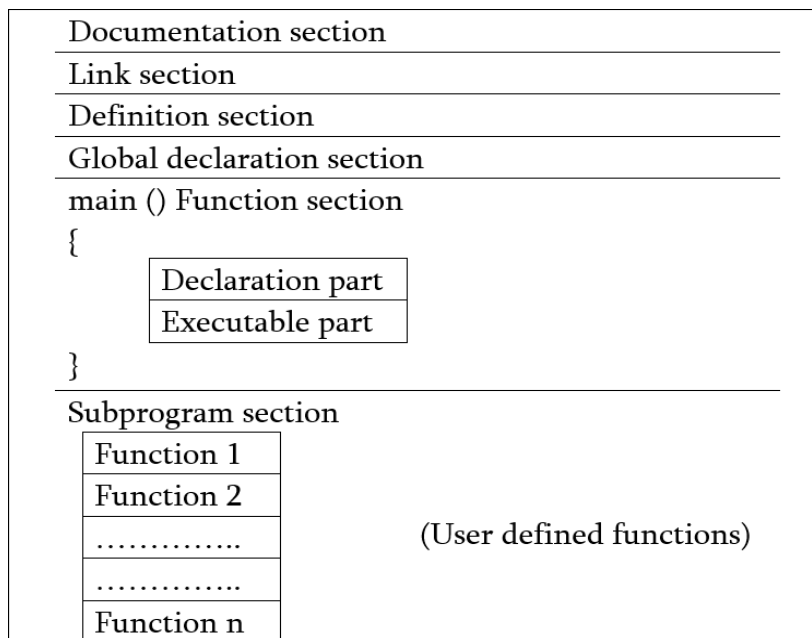 Documentation section
Link section
Definition section
Global declaration section
main () Function section
{
Declaration part
Executable part
}
Subprogram section
Function 1
Function 2
…………..
(User defined functions)
…………..
Function n